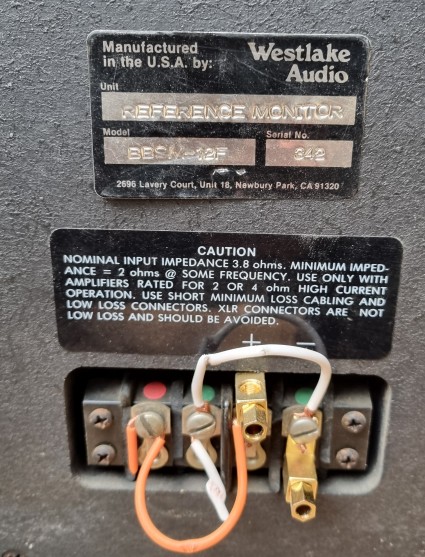 Manufactured
in the U.S.A. by:
Westlake
Audio
Unit
REFERENCE MONITOR
Model
BBSM-12F
Serial No.
342
2696 Lavery Court, Unit 18, Newbury Park, CA 91320
CAUTION
NOMINAL INPUT IMPEDANCE 3.8 ohms. MINIMUM IMPED-
ANCE = 2 ohms @ SOME FREQUENCY. USE ONLY WITH
AMPLIFIERS RATED FOR 2 OR 4 ohm HIGH CURRENT
OPERATION. USE SHORT MINIMUM LOSS CABLING AND
LOW LOSS CONNECTORS. XLR CONNECTORS ARE NOT
LOW LOSS AND SHOULD BE AVOIDED.
+ −